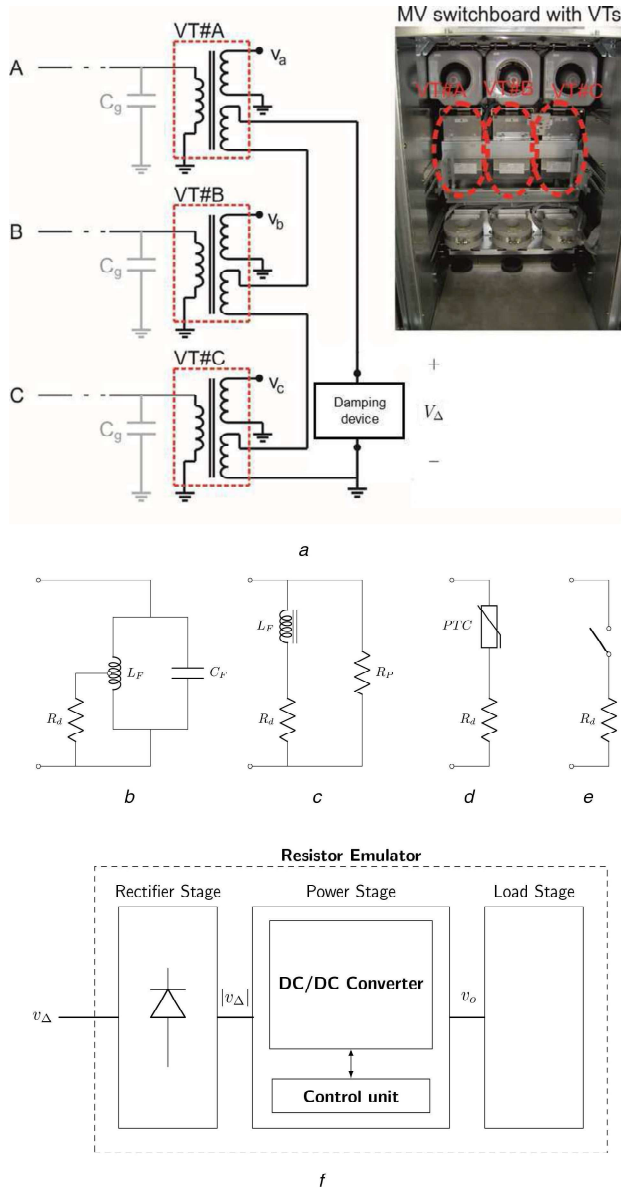 MV switchboard with VTs
VT#A VT#B VT#C
VT#A
A
C_g
v_a
VT#B
B
C_g
v_b
VT#C
C
C_g
v_c
Damping
device
+
V_Δ
−
a
L_F
C_F
R_d
b
L_F
R_P
R_d
c
PTC
R_d
d
R_d
e
Resistor Emulator
Rectifier Stage
Power Stage
Load Stage
DC/DC Converter
v_Δ
|v_Δ|
v_o
Control unit
f